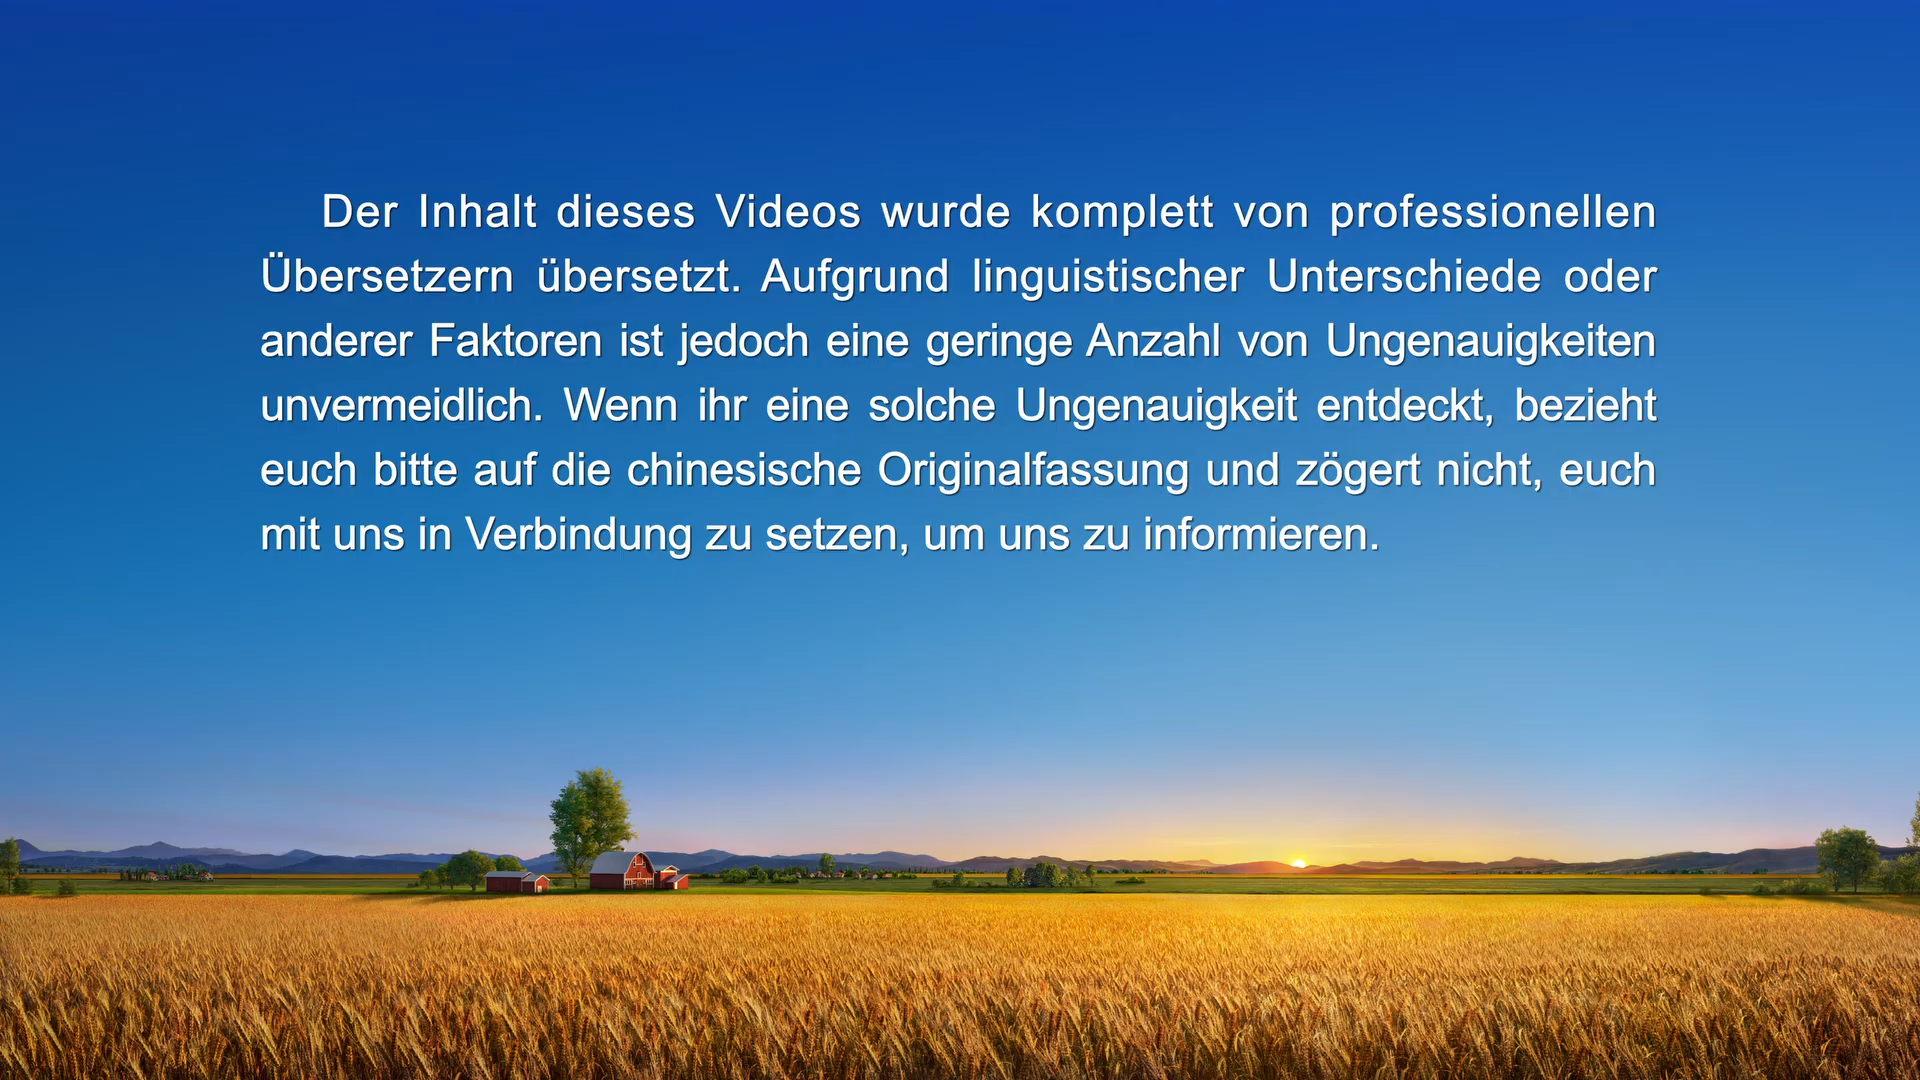 Der Inhalt dieses Videos wurde komplett von professionellen
Übersetzern übersetzt. Aufgrund linguistischer Unterschiede oder
anderer Faktoren ist jedoch eine geringe Anzahl von Ungenauigkeiten
unvermeidlich. Wenn ihr eine solche Ungenauigkeit entdeckt, bezieht
euch bitte auf die chinesische Originalfassung und zögert nicht, euch
mit uns in Verbindung zu setzen, um uns zu informieren.